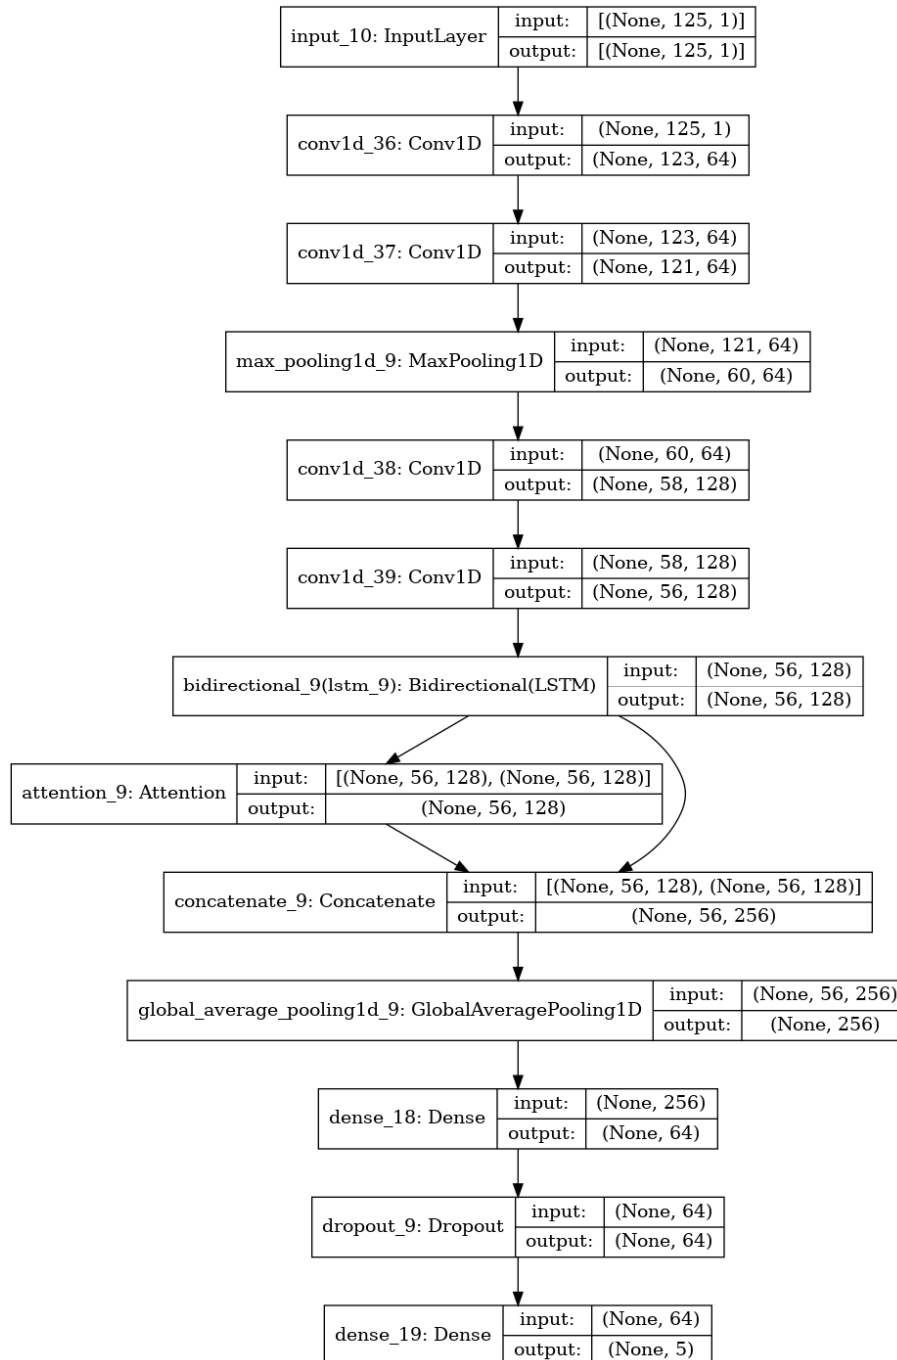 input_10: InputLayer
input:
[(None, 125, 1)]
output:
[(None, 125, 1)]
conv1d_36: Conv1D
input:
(None, 125, 1)
output:
(None, 123, 64)
conv1d_37: Conv1D
input:
(None, 123, 64)
output:
(None, 121, 64)
max_pooling1d_9: MaxPooling1D
input:
(None, 121, 64)
output:
(None, 60, 64)
conv1d_38: Conv1D
input:
(None, 60, 64)
output:
(None, 58, 128)
conv1d_39: Conv1D
input:
(None, 58, 128)
output:
(None, 56, 128)
bidirectional_9(lstm_9): Bidirectional(LSTM)
input:
(None, 56, 128)
output:
(None, 56, 128)
attention_9: Attention
input:
[(None, 56, 128), (None, 56, 128)]
output:
(None, 56, 128)
concatenate_9: Concatenate
input:
[(None, 56, 128), (None, 56, 128)]
output:
(None, 56, 256)
global_average_pooling1d_9: GlobalAveragePooling1D
input:
(None, 56, 256)
output:
(None, 256)
dense_18: Dense
input:
(None, 256)
output:
(None, 64)
dropout_9: Dropout
input:
(None, 64)
output:
(None, 64)
dense_19: Dense
input:
(None, 64)
output:
(None, 5)